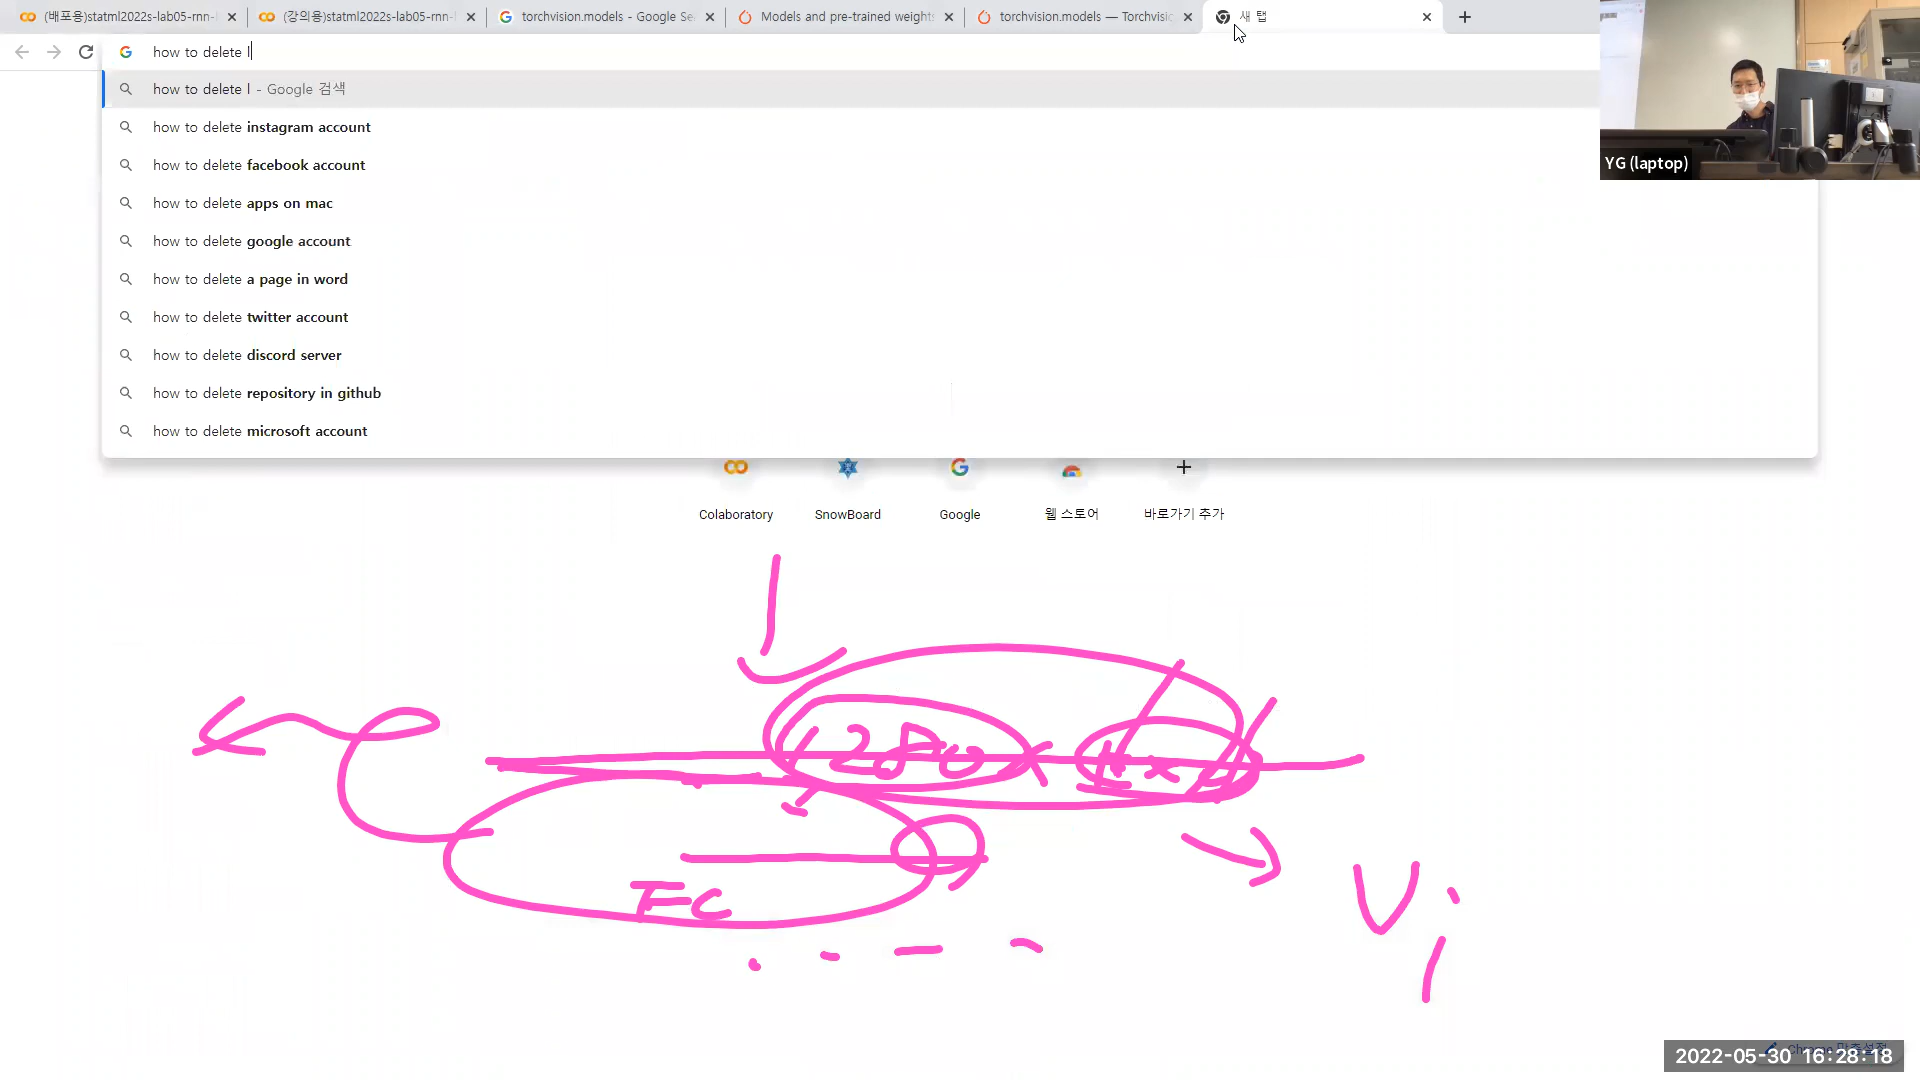 (배포용)statml2022s-lab05-rnn-
(강의용)statml2022s-lab05-rnn-
torchvision.models - Google Se
Models and pre-trained weights
torchvision.models — Torchvisio
새 탭
how to delete l
how to delete l - Google 검색
how to delete instagram account
how to delete facebook account
how to delete apps on mac
how to delete google account
how to delete a page in word
how to delete twitter account
how to delete discord server
how to delete repository in github
how to delete microsoft account
YG (laptop)
Colaboratory
SnowBoard
Google
웹 스토어
바로가기 추가
1280 x
FC
Vi
2022-05-30 16:28:18